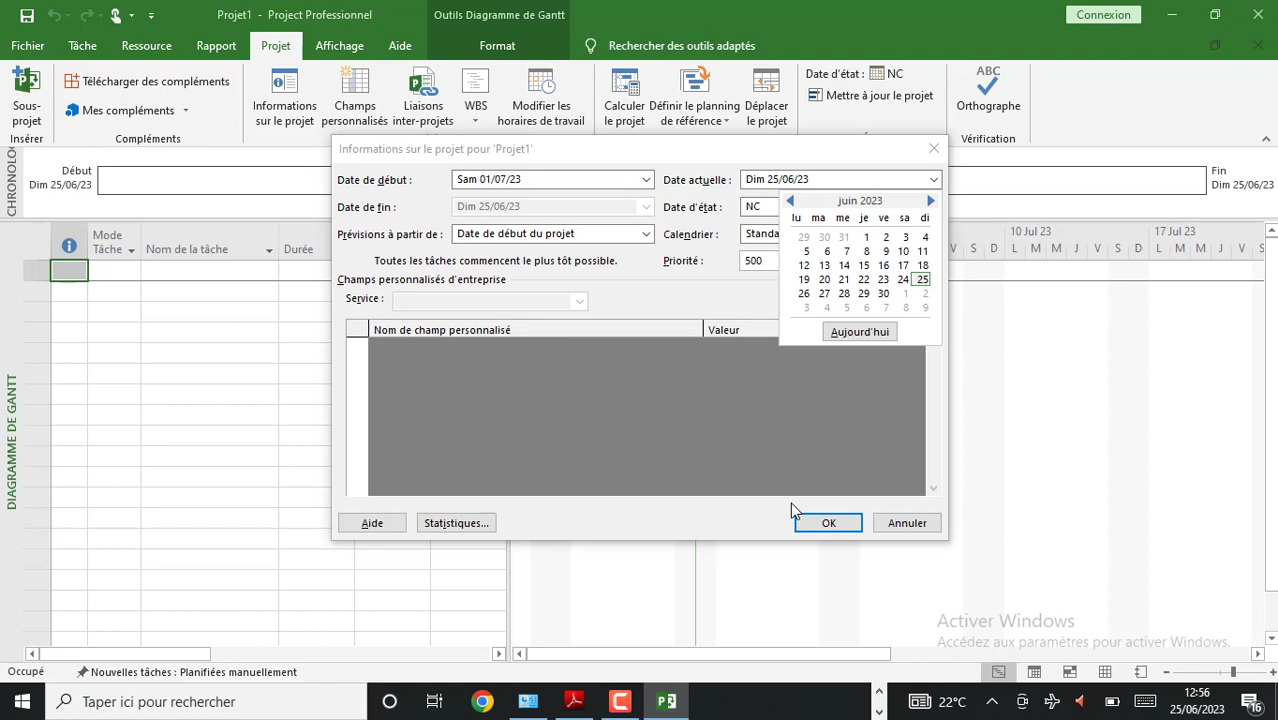 Projet1 - Project Professionnel
Outils Diagramme de Gantt
Connexion
Fichier Tâche Ressource Rapport Projet Affichage Aide Format Rechercher des outils adaptés
Sous-projet
Insérer
Télécharger des compléments
Mes compléments
Compléments
Informations sur le projet
Champs personnalisés
Liaisons inter-projets
WBS
Modifier les horaires de travail
Calculer le projet
Définir le planning de référence
Déplacer le projet
Date d'état : NC
Mettre à jour le projet
ABC
Orthographe
Vérification
CHRONOLO
Début
Dim 25/06/23
Fin
Dim 25/06/23
Informations sur le projet pour 'Projet1'
Date de début : Sam 01/07/23 Date actuelle : Dim 25/06/23
Date de fin : Dim 25/06/23 Date d'état : NC
Prévisions à partir de : Date de début du projet Calendrier : Standa
Toutes les tâches commencent le plus tôt possible. Priorité : 500
Champs personnalisés d'entreprise
Service :
Nom de champ personnalisé Valeur
juin 2023
lu ma me je ve sa di
29 30 31 1 2 3 4
5 6 7 8 9 10 11
12 13 14 15 16 17 18
19 20 21 22 23 24 25
26 27 28 29 30 1 2
3 4 5 6 7 8 9
Aujourd'hui
Aide Statistiques... OK Annuler
DIAGRAMME DE GANTT
Mode Tâche
Nom de la tâche
Durée
10 Jul 23 17 Jul 23
V S D L M M J V S D L M M J V S
Activer Windows
Accédez aux paramètres pour activer Windows.
Occupé Nouvelles tâches : Planifiées manuellement
Taper ici pour rechercher
22°C
12:56
25/06/2023
16